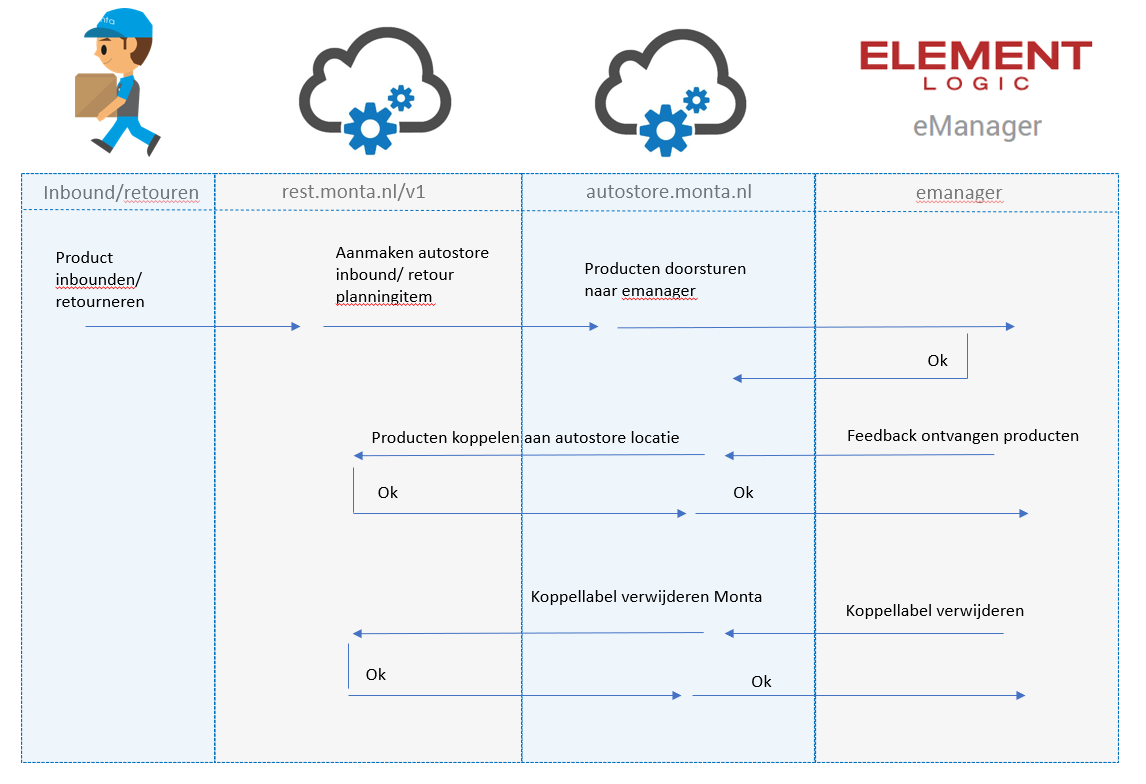 nta
ELEMENT
LOGIC
eManager
Inbound/retouren
rest.monta.nl/v1
autostore.monta.nl
emanager
Product
inbounden/
retourneren
Aanmaken autostore
inbound/ retour
planningitem
Producten doorsturen
naar emanager
Ok
Producten koppelen aan autostore locatie
Feedback ontvangen producten
Ok
Ok
Koppellabel verwijderen Monta
Koppellabel verwijderen
Ok
Ok